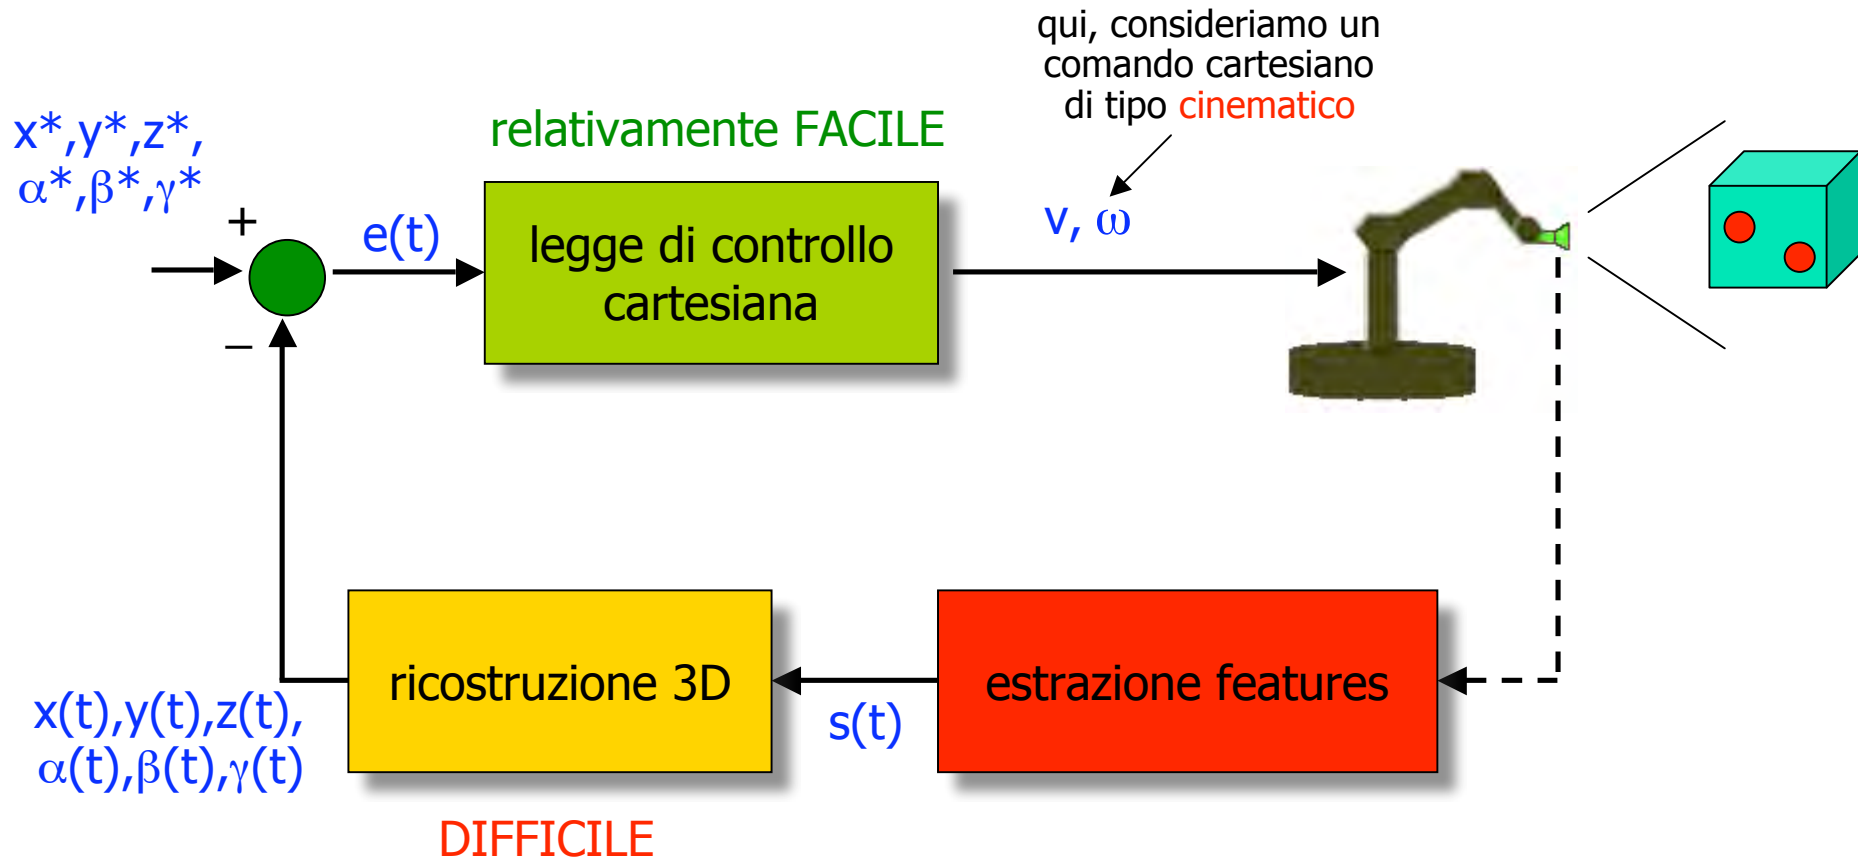 qui, consideriamo un
comando cartesiano
di tipo cinematico
x*,y*,z*,
α*,β*,γ*
relativamente FACILE
+
e(t)
legge di controllo
cartesiana
v, ω
–
ricostruzione 3D
estrazione features
s(t)
x(t),y(t),z(t),
α(t),β(t),γ(t)
DIFFICILE